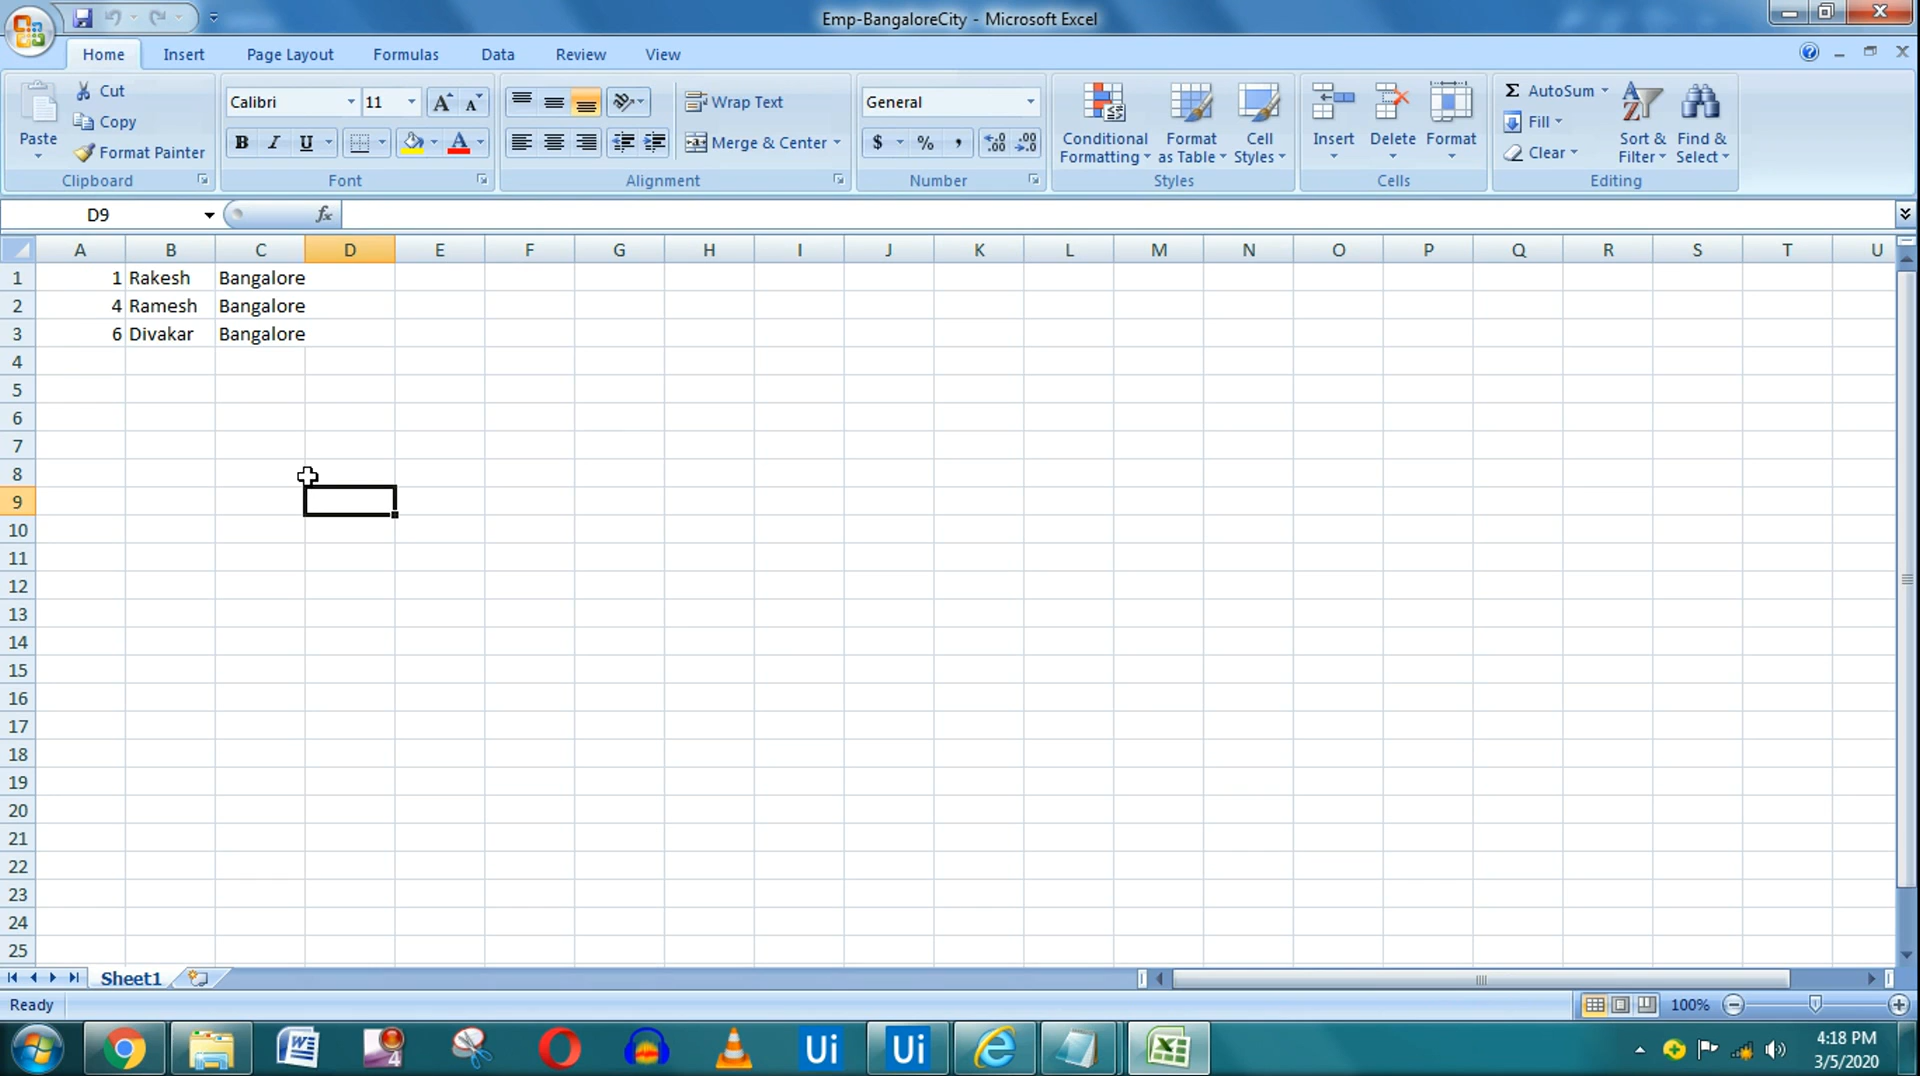 Emp-BangaloreCity - Microsoft Excel
Home Insert Page Layout Formulas Data Review View
Paste
Cut
Copy
Format Painter
Clipboard
Calibri 11
B I U
Font
Wrap Text
Merge & Center
Alignment
General
$ % ,
Number
Conditional Formatting
Format as Table
Cell Styles
Styles
Insert Delete Format
Cells
Σ AutoSum
Fill
Clear
Sort & Filter
Find & Select
Editing
D9 fx
A B C D E F G H I J K L M N O P Q R S T U
1 1 Rakesh Bangalore
2 4 Ramesh Bangalore
3 6 Divakar Bangalore
4
5
6
7
8
9
10
11
12
13
14
15
16
17
18
19
20
21
22
23
24
25
Sheet1
Ready 100%
W 4 Ui Ui 4:18 PM
3/5/2020